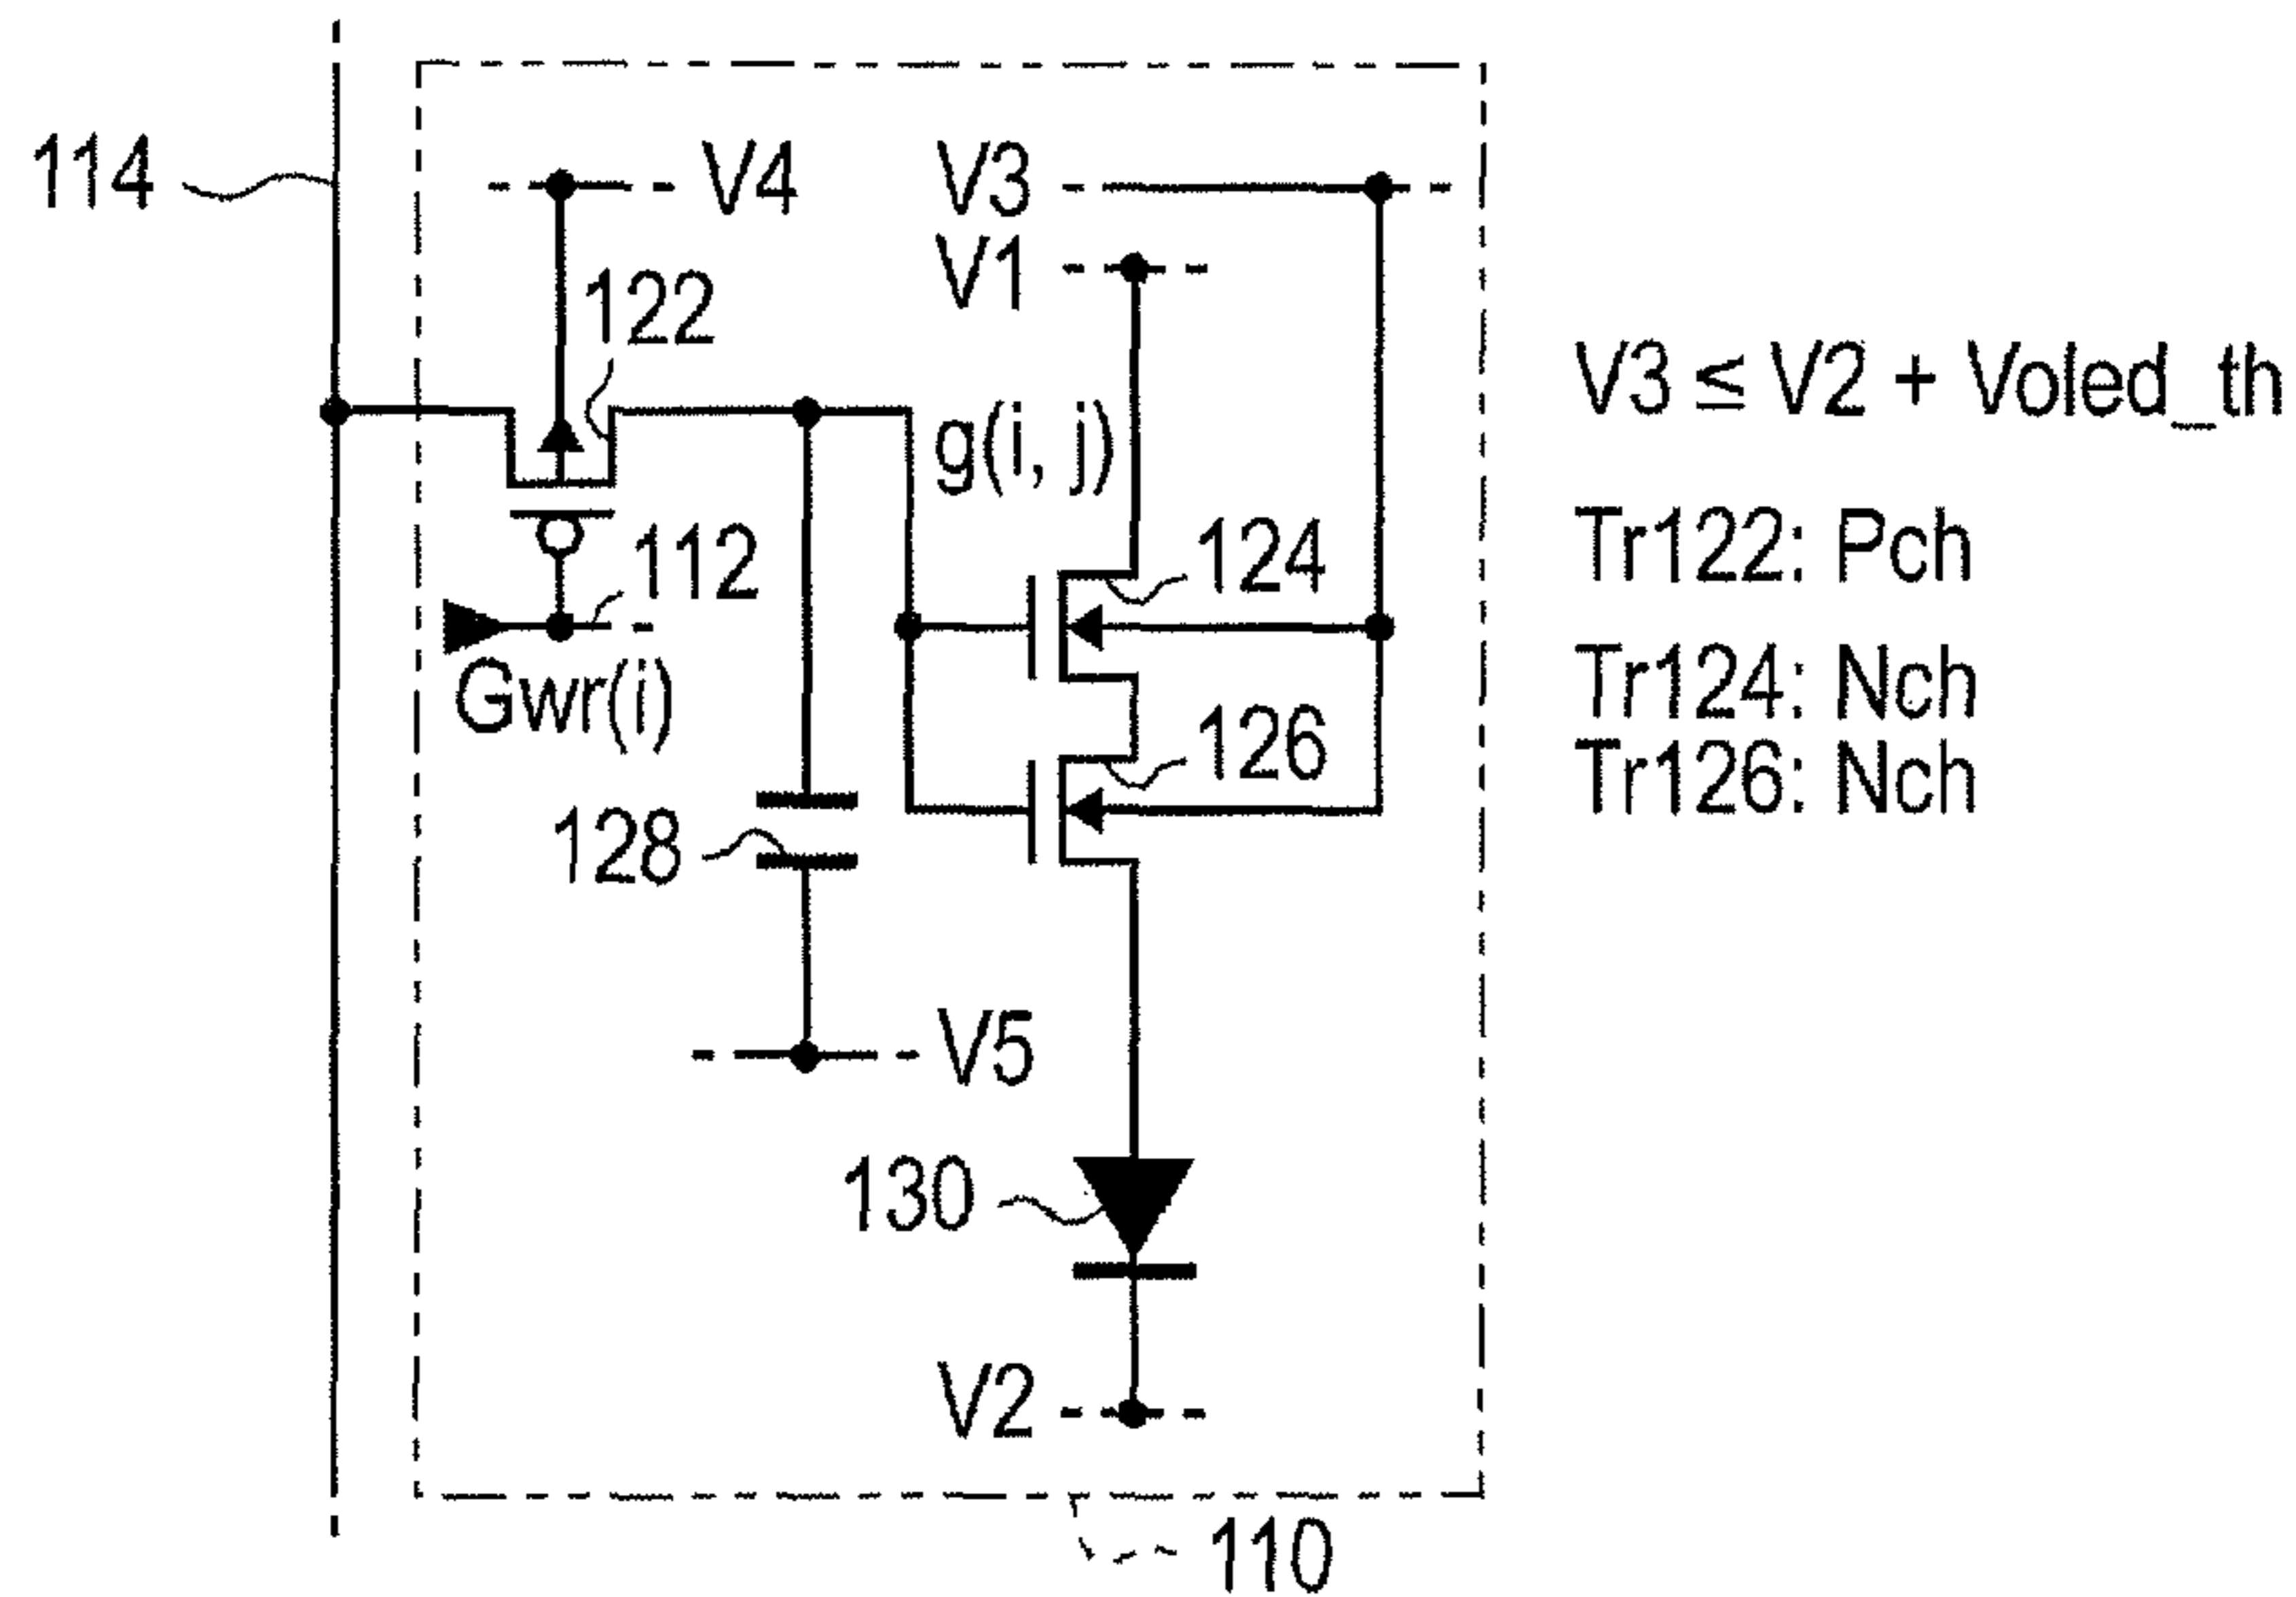 114
V4
V3
V1
122
g(i, j)
V3 ≤ V2 + Voled_th
Tr122: Pch
124
112
Gwr(i)
Tr124: Nch
126
Tr126: Nch
128
V5
130
V2
110